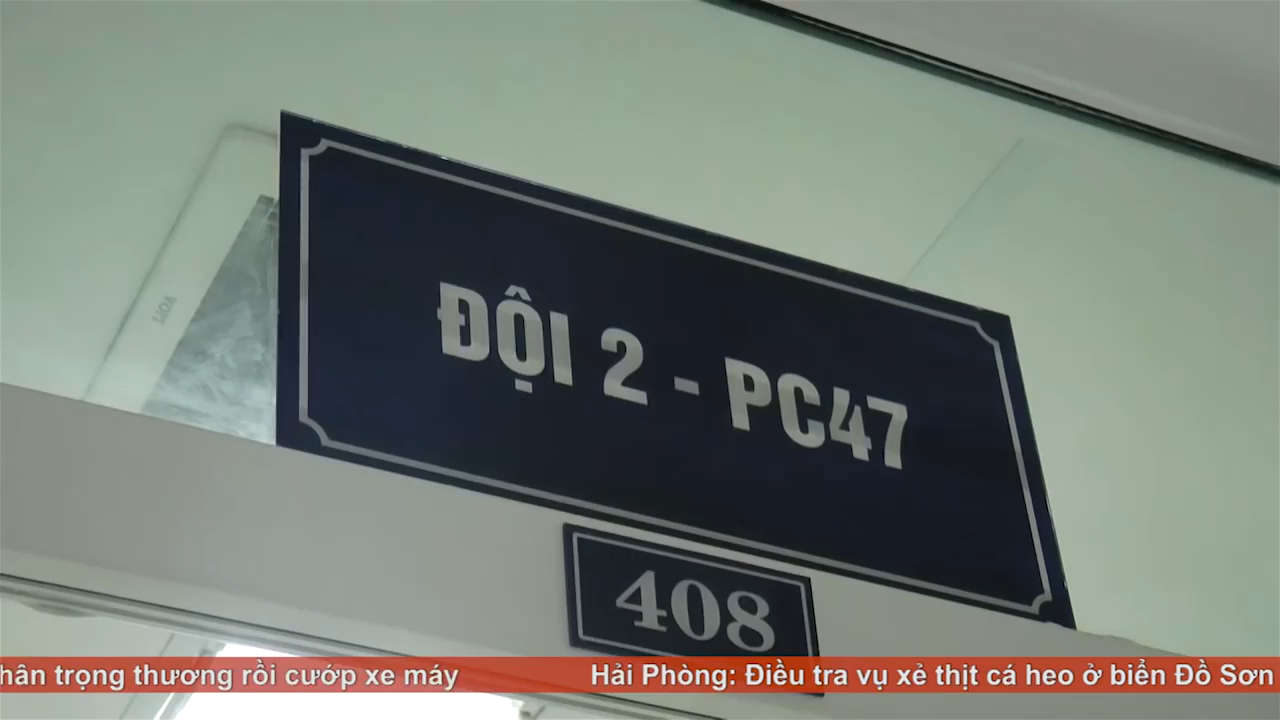 ĐỘI 2 - PC47
408
hân trọng thương rồi cướp xe máy
Hải Phòng: Điều tra vụ xẻ thịt cá heo ở biển Đồ Sơn